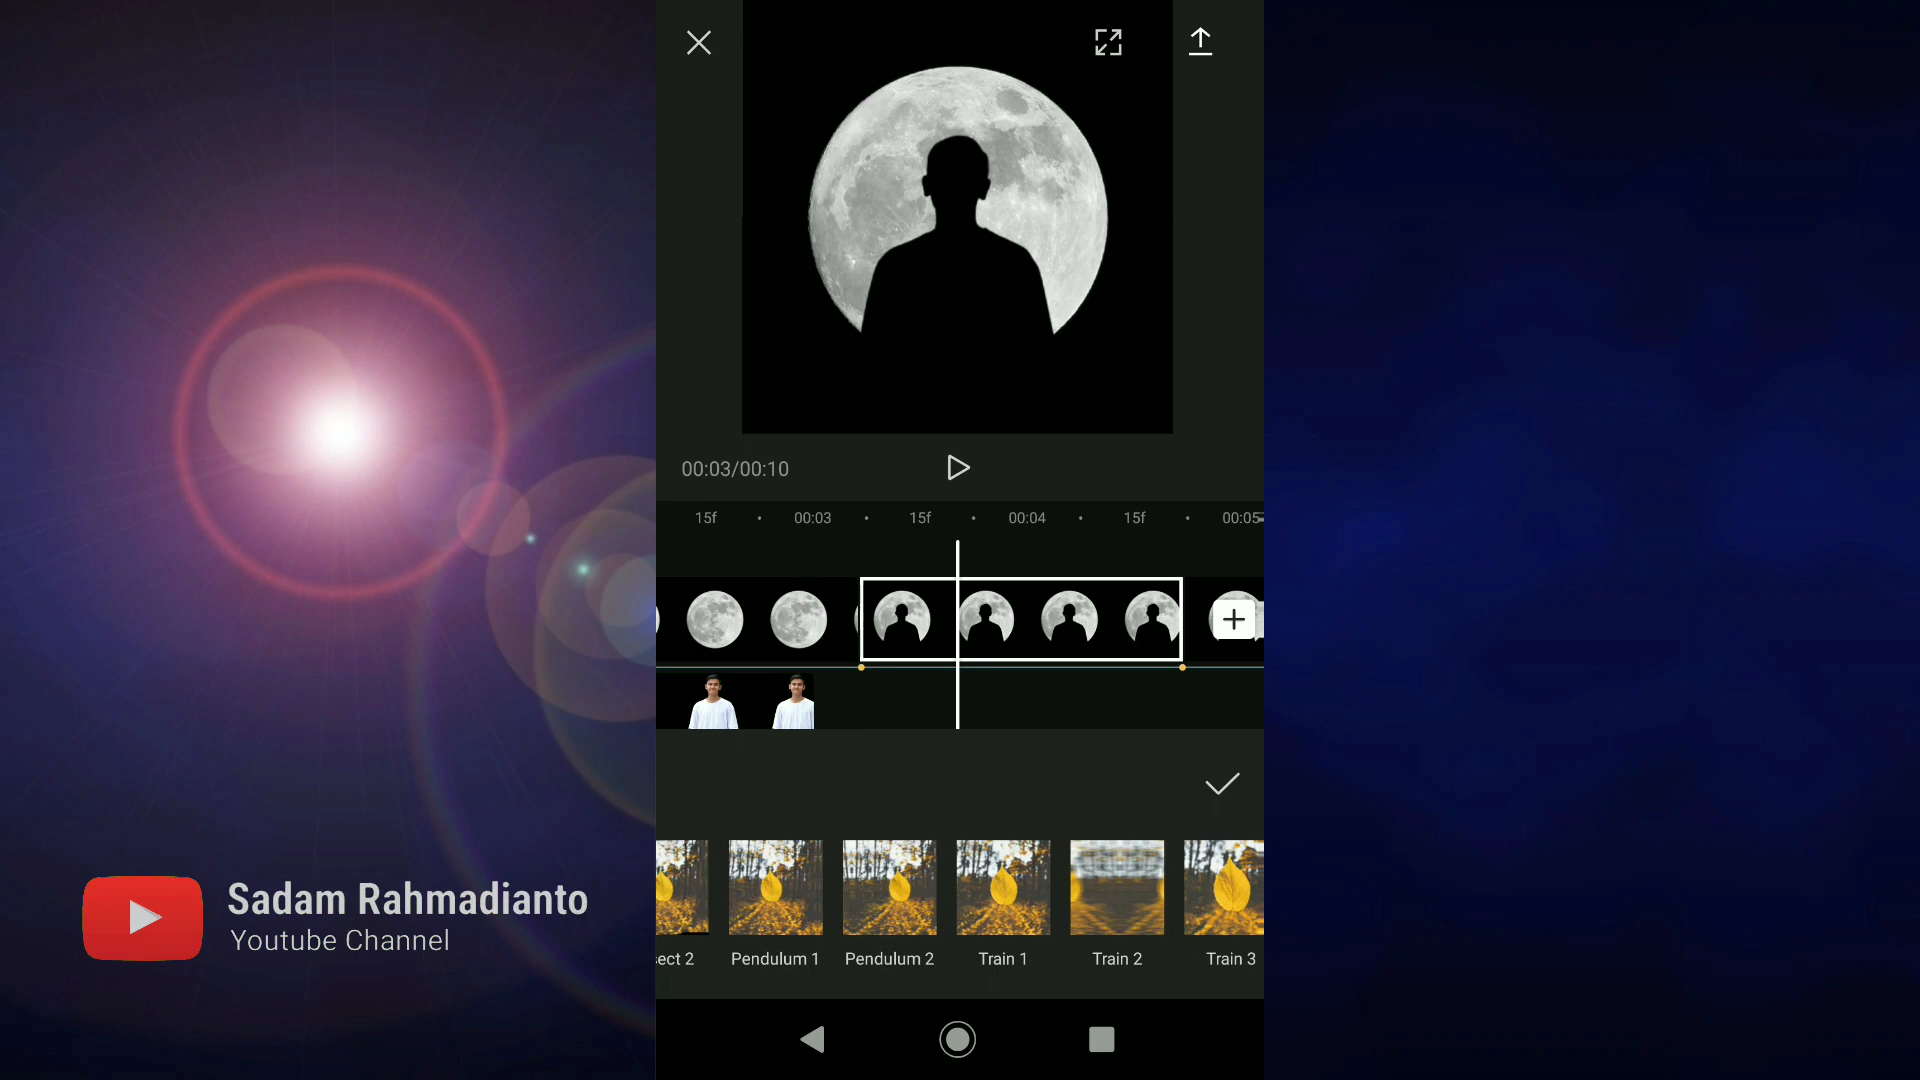 00:03/00:10
15f
00:03
15f
00:04
15f
00:05
Sadam Rahmadianto
Youtube Channel
ect 2
Pendulum 1
Pendulum 2
Train 1
Train 2
Train 3